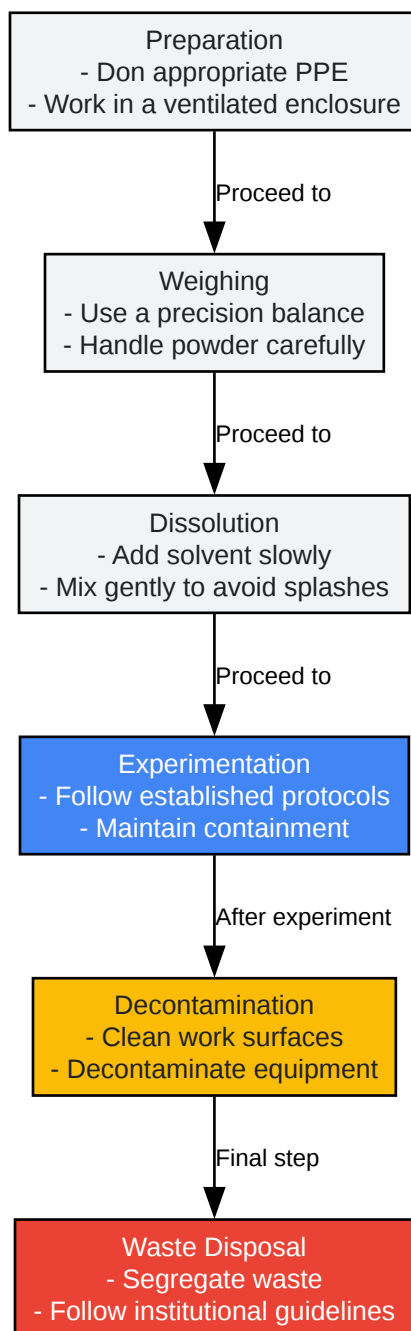 Preparation
- Don appropriate PPE
- Work in a ventilated enclosure
Proceed to
Weighing
- Use a precision balance
- Handle powder carefully
Proceed to
Dissolution
- Add solvent slowly
- Mix gently to avoid splashes
Proceed to
Experimentation
- Follow established protocols
- Maintain containment
After experiment
Decontamination
- Clean work surfaces
- Decontaminate equipment
Final step
Waste Disposal
- Segregate waste
- Follow institutional guidelines